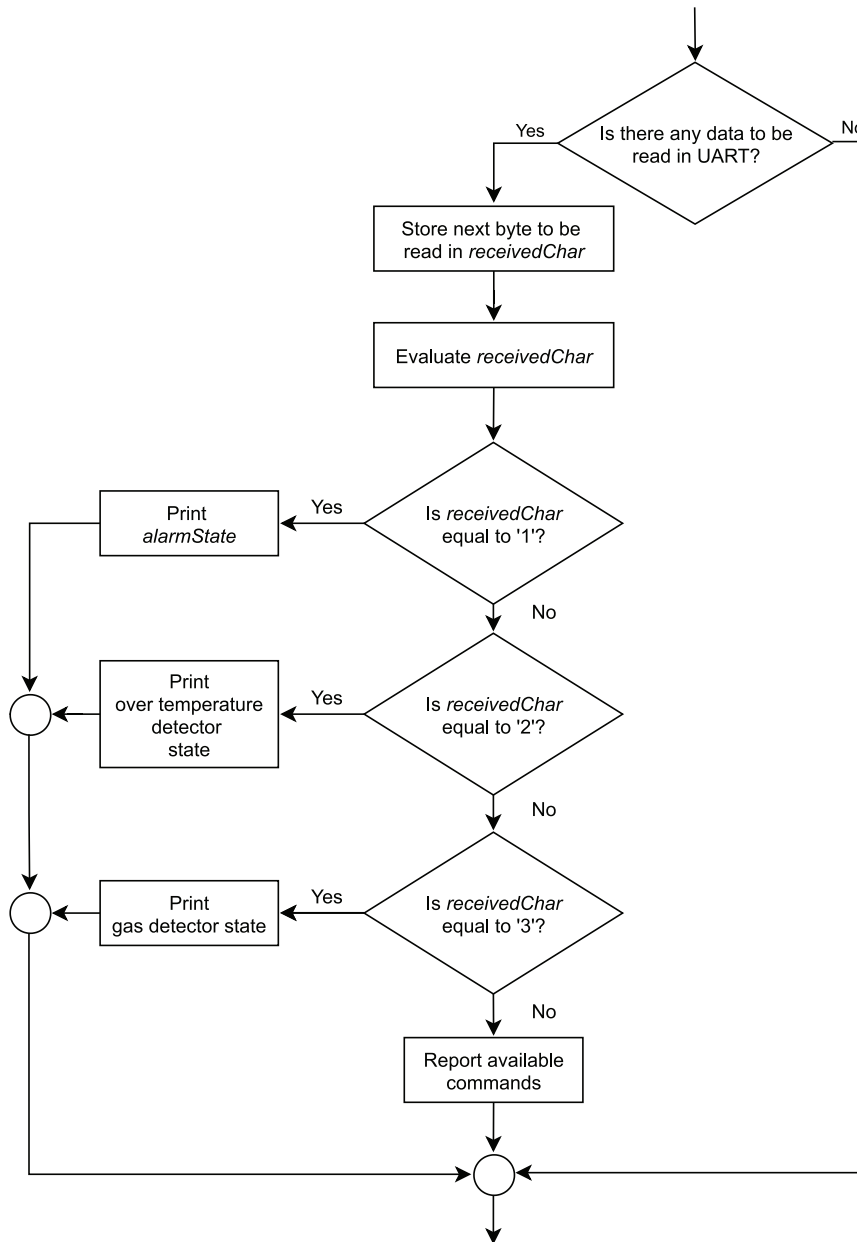 Is there any data to be
read in UART?
Yes
No
Store next byte to be
read in receivedChar
Evaluate receivedChar
Is receivedChar
equal to '1'?
Yes
Print
alarmState
No
Is receivedChar
equal to '2'?
Yes
Print
over temperature
detector
state
No
Is receivedChar
equal to '3'?
Yes
Print
gas detector state
No
Report available
commands